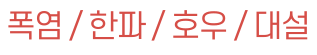 폭염 / 한파 / 호우 / 대설